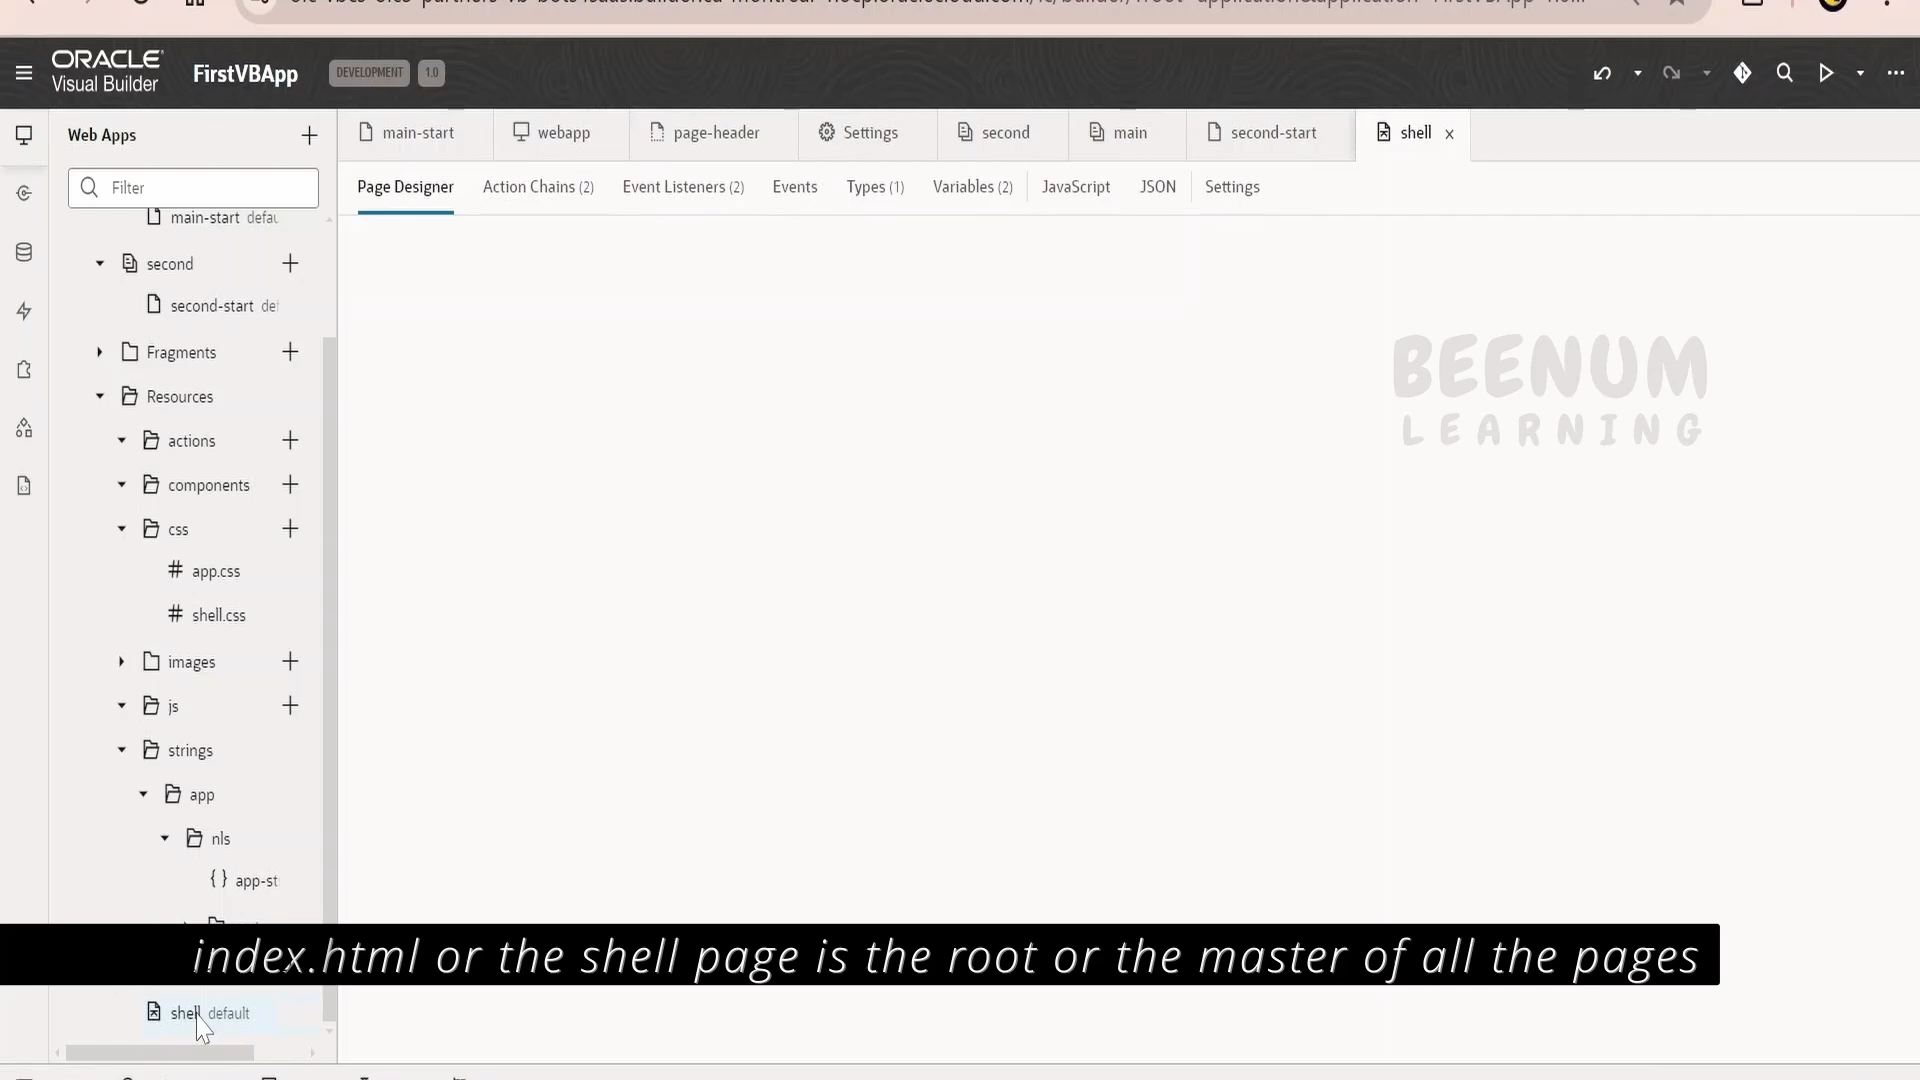 ORACLE
Visual Builder
FirstVBApp
DEVELOPMENT
1.0
Web Apps
Filter
main-start
webapp
page-header
Settings
second
main
second-start
shell
x
Page Designer
Action Chains (2)
Event Listeners (2)
Events
Types (1)
Variables (2)
JavaScript
JSON
Settings
main-start defau
second
second-start def
Fragments
Resources
actions
components
css
# app.css
# shell.css
images
js
strings
app
nls
{ } app-st
shell default
BEENUM
LEARNING
index.html or the shell page is the root or the master of all the pages